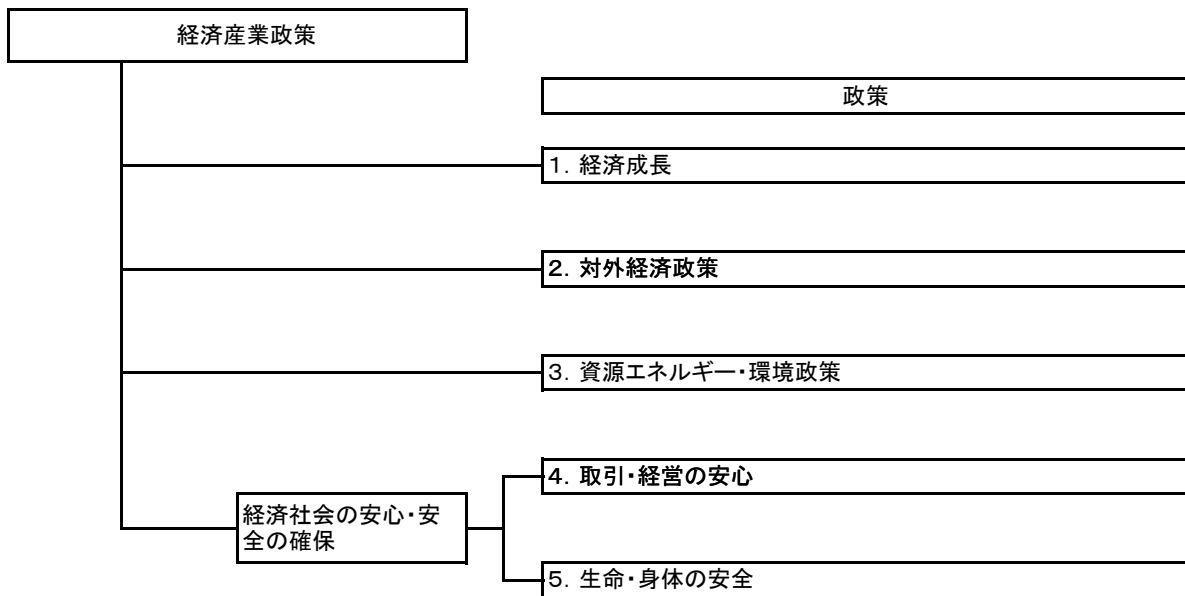 経済産業政策
政策
1．経済成長
2．対外経済政策
3．資源エネルギー・環境政策
4．取引・経営の安心
経済社会の安心・安
全の確保
5．生命・身体の安全